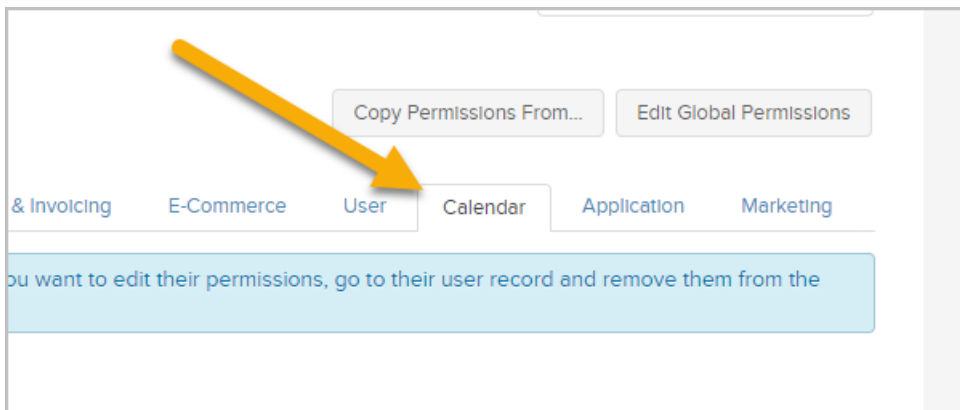 Copy Permissions From... Edit Global Permissions
& Invoicing E-Commerce User Calendar Application Marketing
you want to edit their permissions, go to their user record and remove them from the